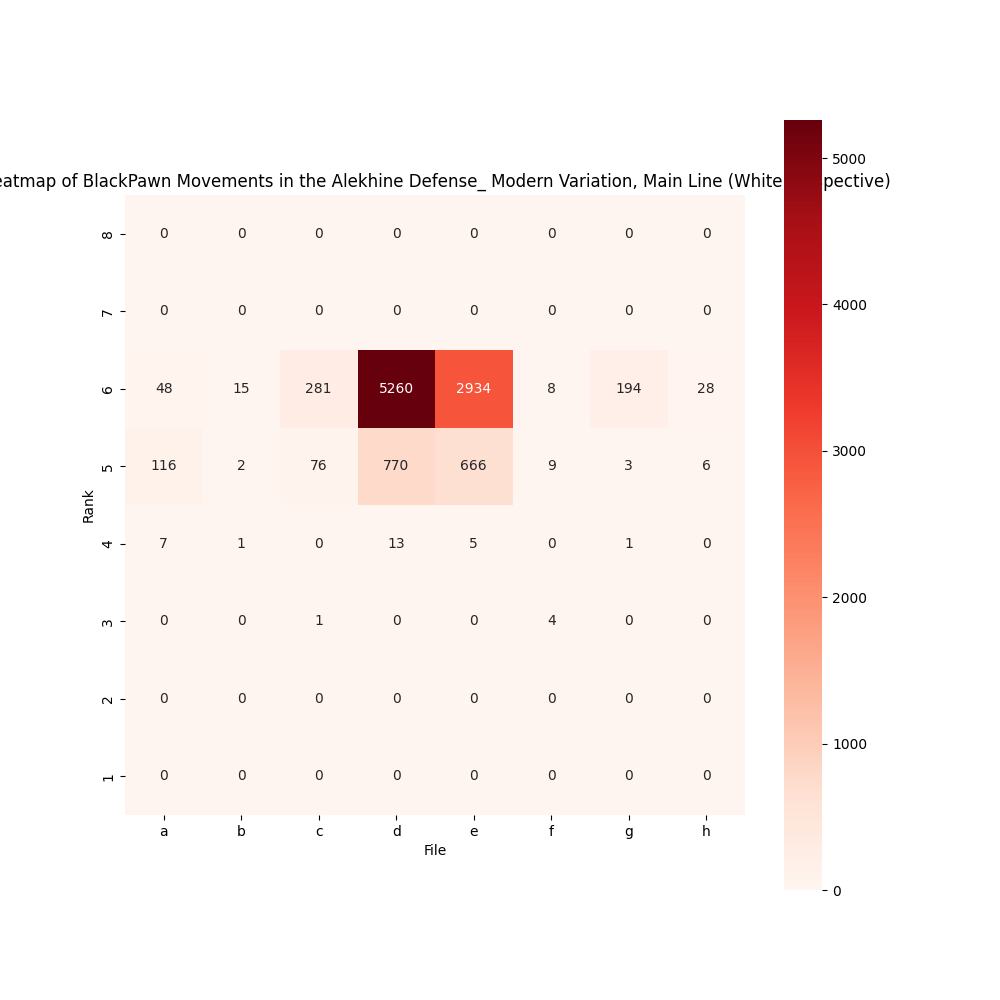 eatmap of BlackPawn Movements in the Alekhine Defense_ Modern Variation, Main Line (White pective)
8 0 0 0 0 0 0 0 0
7 0 0 0 0 0 0 0 0
6 48 15 281 5260 2934 8 194 28
5 116 2 76 770 666 9 3 6
4 7 1 0 13 5 0 1 0
3 0 0 1 0 0 4 0 0
2 0 0 0 0 0 0 0 0
1 0 0 0 0 0 0 0 0
Rank
a b c d e f g h
File
5000
4000
3000
2000
1000
0